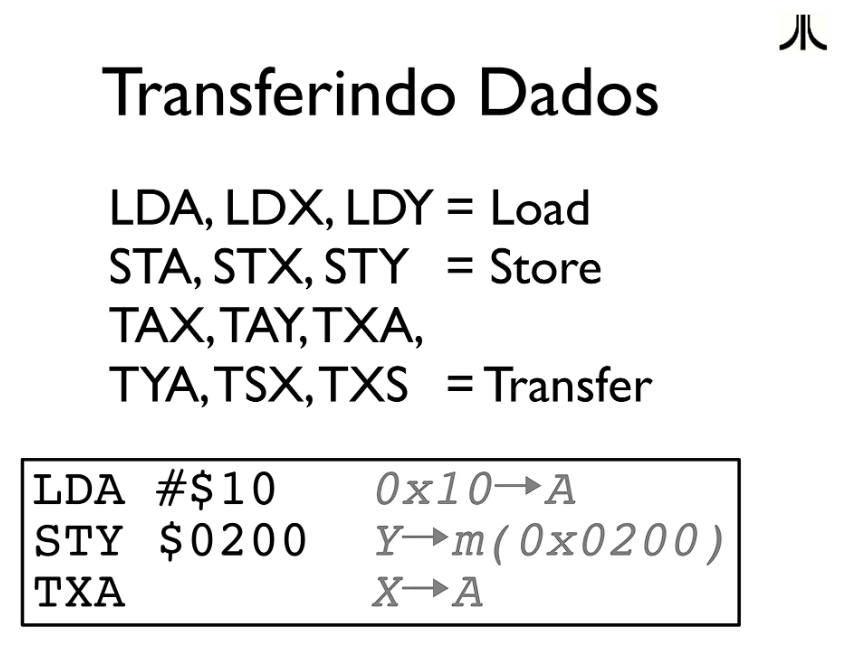 Transferindo Dados
LDA, LDX, LDY = Load
STA, STX, STY = Store
TAX, TAY, TXA,
TYA, TSX, TXS = Transfer
LDA #$10 0x10→A
STY $0200 Y→m(0x0200)
TXA X→A